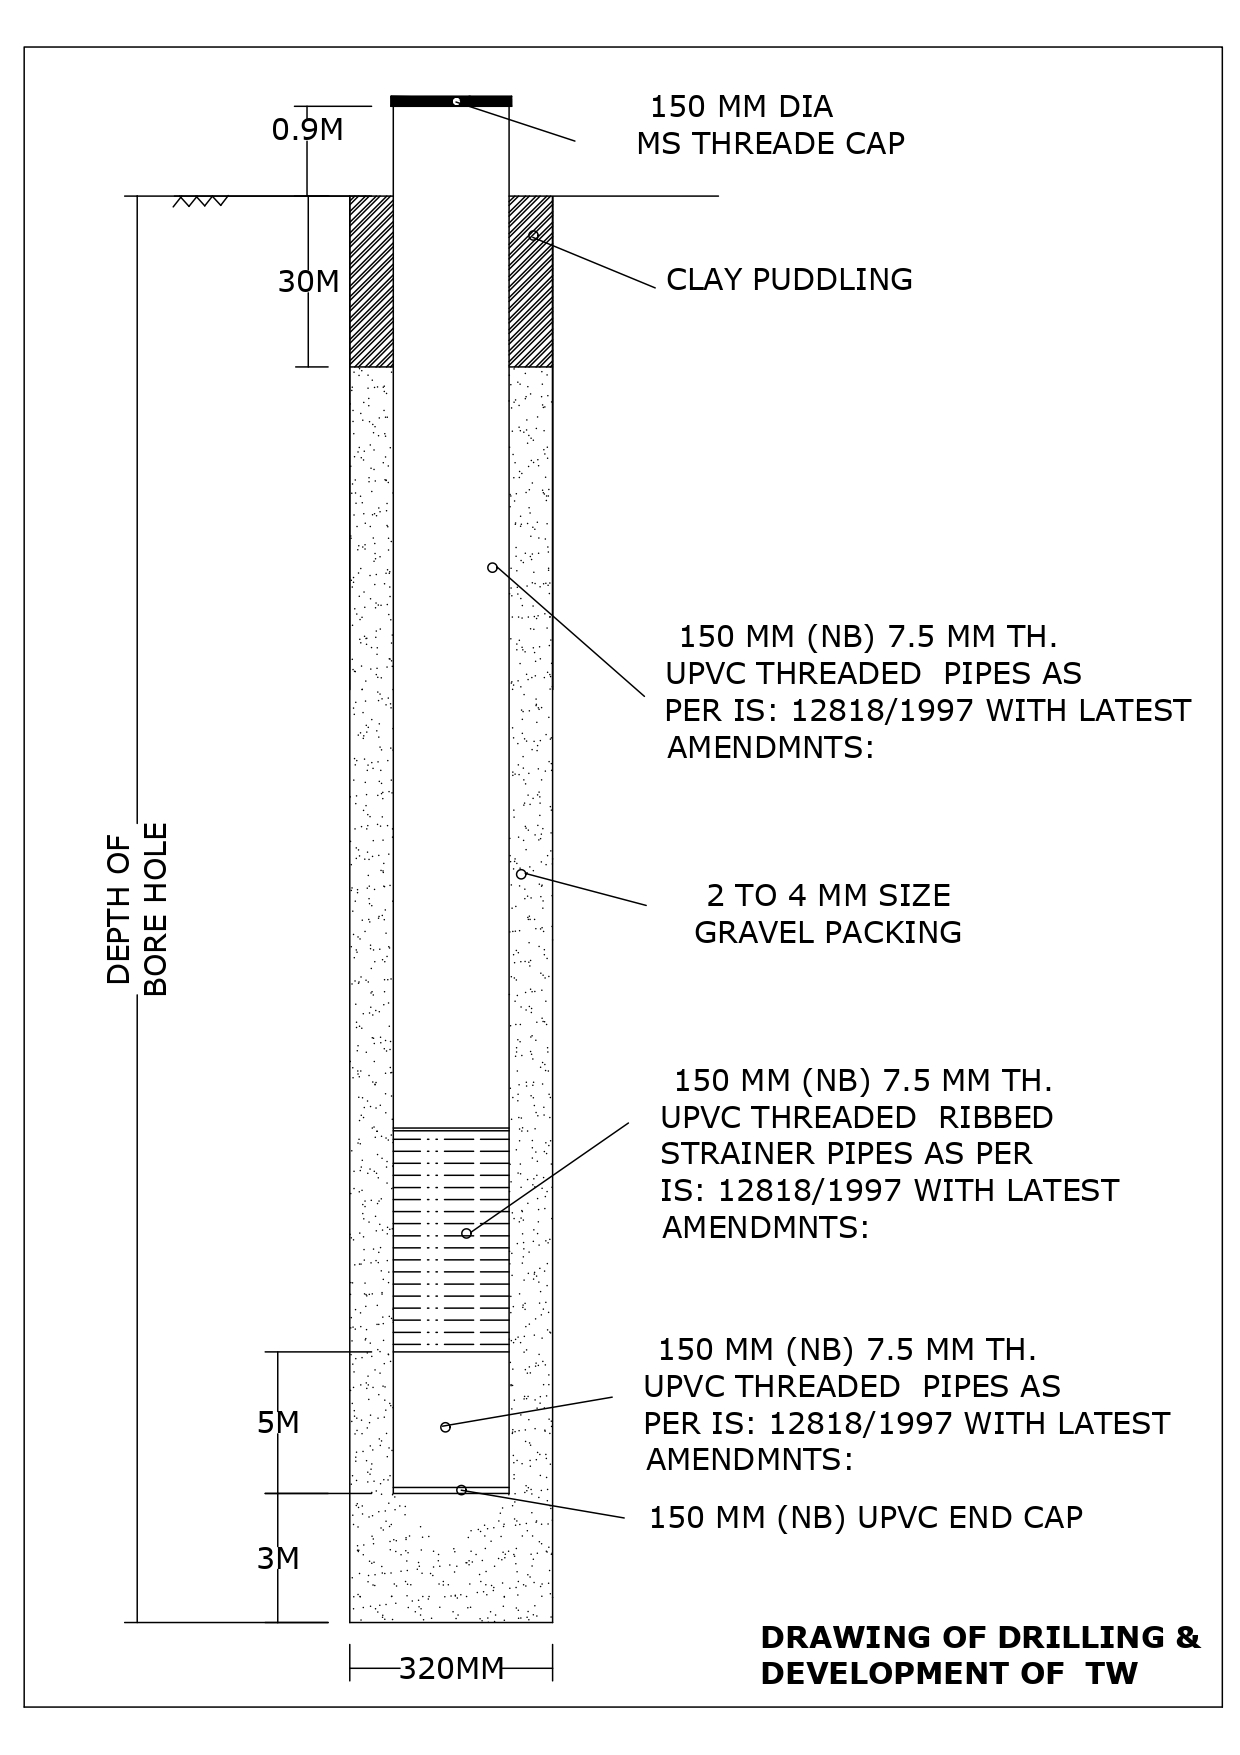 150 MM DIA
MS THREADE CAP
0.9M
30M
CLAY PUDDLING
150 MM (NB) 7.5 MM TH.
UPVC THREADED PIPES AS
PER IS: 12818/1997 WITH LATEST
AMENDMNTS:
DEPTH OF
BORE HOLE
2 TO 4 MM SIZE
GRAVEL PACKING
150 MM (NB) 7.5 MM TH.
UPVC THREADED RIBBED
STRAINER PIPES AS PER
IS: 12818/1997 WITH LATEST
AMENDMNTS:
150 MM (NB) 7.5 MM TH.
UPVC THREADED PIPES AS
PER IS: 12818/1997 WITH LATEST
AMENDMNTS:
5M
150 MM (NB) UPVC END CAP
3M
320MM
DRAWING OF DRILLING &
DEVELOPMENT OF TW